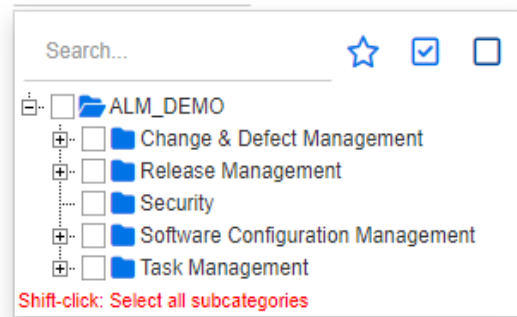 Search...
ALM_DEMO
Change & Defect Management
Release Management
Security
Software Configuration Management
Task Management
Shift-click: Select all subcategories